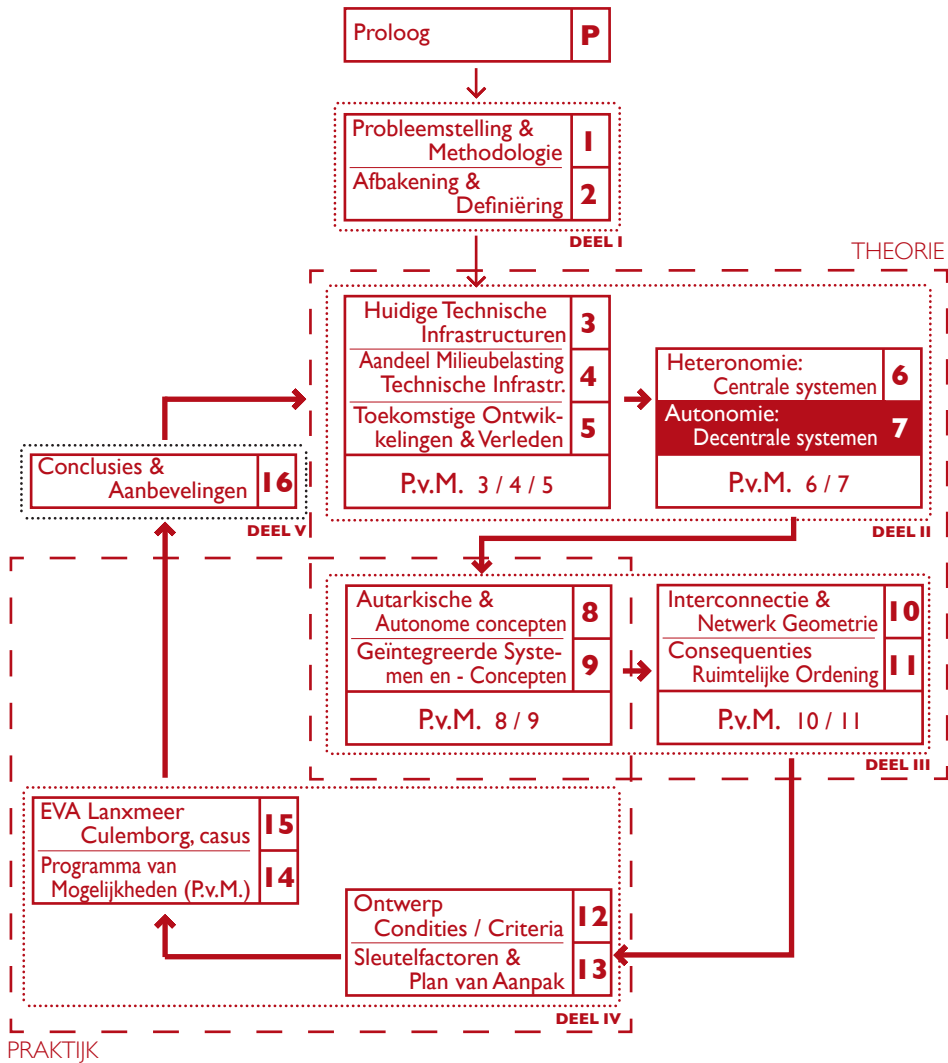 Proloog P
Probleemstelling & Methodologie 1
Afbakening & Definiëring 2
DEEL I
THEORIE
Huidige Technische
Infrastructuren 3
Aandeel Milieubelasting
Technische Infrastr. 4
Toekomstige Ontwik-
kkelingen & Verleden 5
P.v.M. 3 / 4 / 5
Heteronomie:
Centrale systemen 6
Autonomie:
Decentrale systemen 7
P.v.M. 6 / 7
DEEL II
Conclusies &
Aanbevelingen 16
DEEL V
Autarkische &
Autonome concepten 8
Geïntegreerde Syste-
men en - Concepten 9
P.v.M. 8 / 9
Interconnectie &
Netwerk Geometrie 10
Consequenties
Ruimtelijke Ordening 11
P.v.M. 10 / 11
DEEL III
EVA Lanxmeer
Culemborg, casus 15
Programma van
Mogelijkheden (P.v.M.) 14
Ontwerp
Condities / Criteria 12
Sleutelfactoren &
Plan van Aanpak 13
DEEL IV
PRAKTIJK